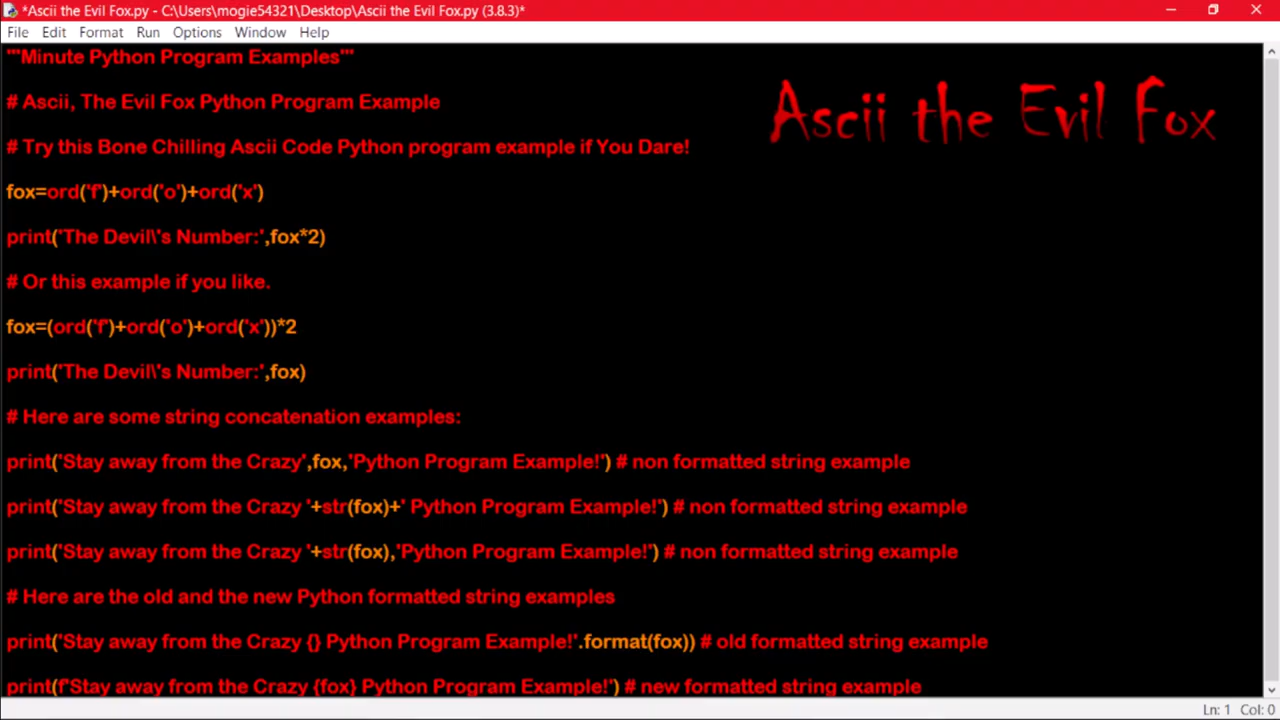 *Ascii the Evil Fox.py - C:\Users\mogie54321\Desktop\Ascii the Evil Fox.py (3.8.3)*
File Edit Format Run Options Window Help
'''Minute Python Program Examples'''
Ascii the Evil Fox
# Ascii, The Evil Fox Python Program Example
# Try this Bone Chilling Ascii Code Python program example if You Dare!
fox=ord('f')+ord('o')+ord('x')
print('The Devil\'s Number:',fox*2)
# Or this example if you like.
fox=(ord('f')+ord('o')+ord('x'))*2
print('The Devil\'s Number:',fox)
# Here are some string concatenation examples:
print('Stay away from the Crazy',fox,'Python Program Example!') # non formatted string example
print('Stay away from the Crazy '+str(fox)+' Python Program Example!') # non formatted string example
print('Stay away from the Crazy '+str(fox),'Python Program Example!') # non formatted string example
# Here are the old and the new Python formatted string examples
print('Stay away from the Crazy {} Python Program Example!'.format(fox)) # old formatted string example
print(f'Stay away from the Crazy {fox} Python Program Example!') # new formatted string example
Ln: 1 Col: 0